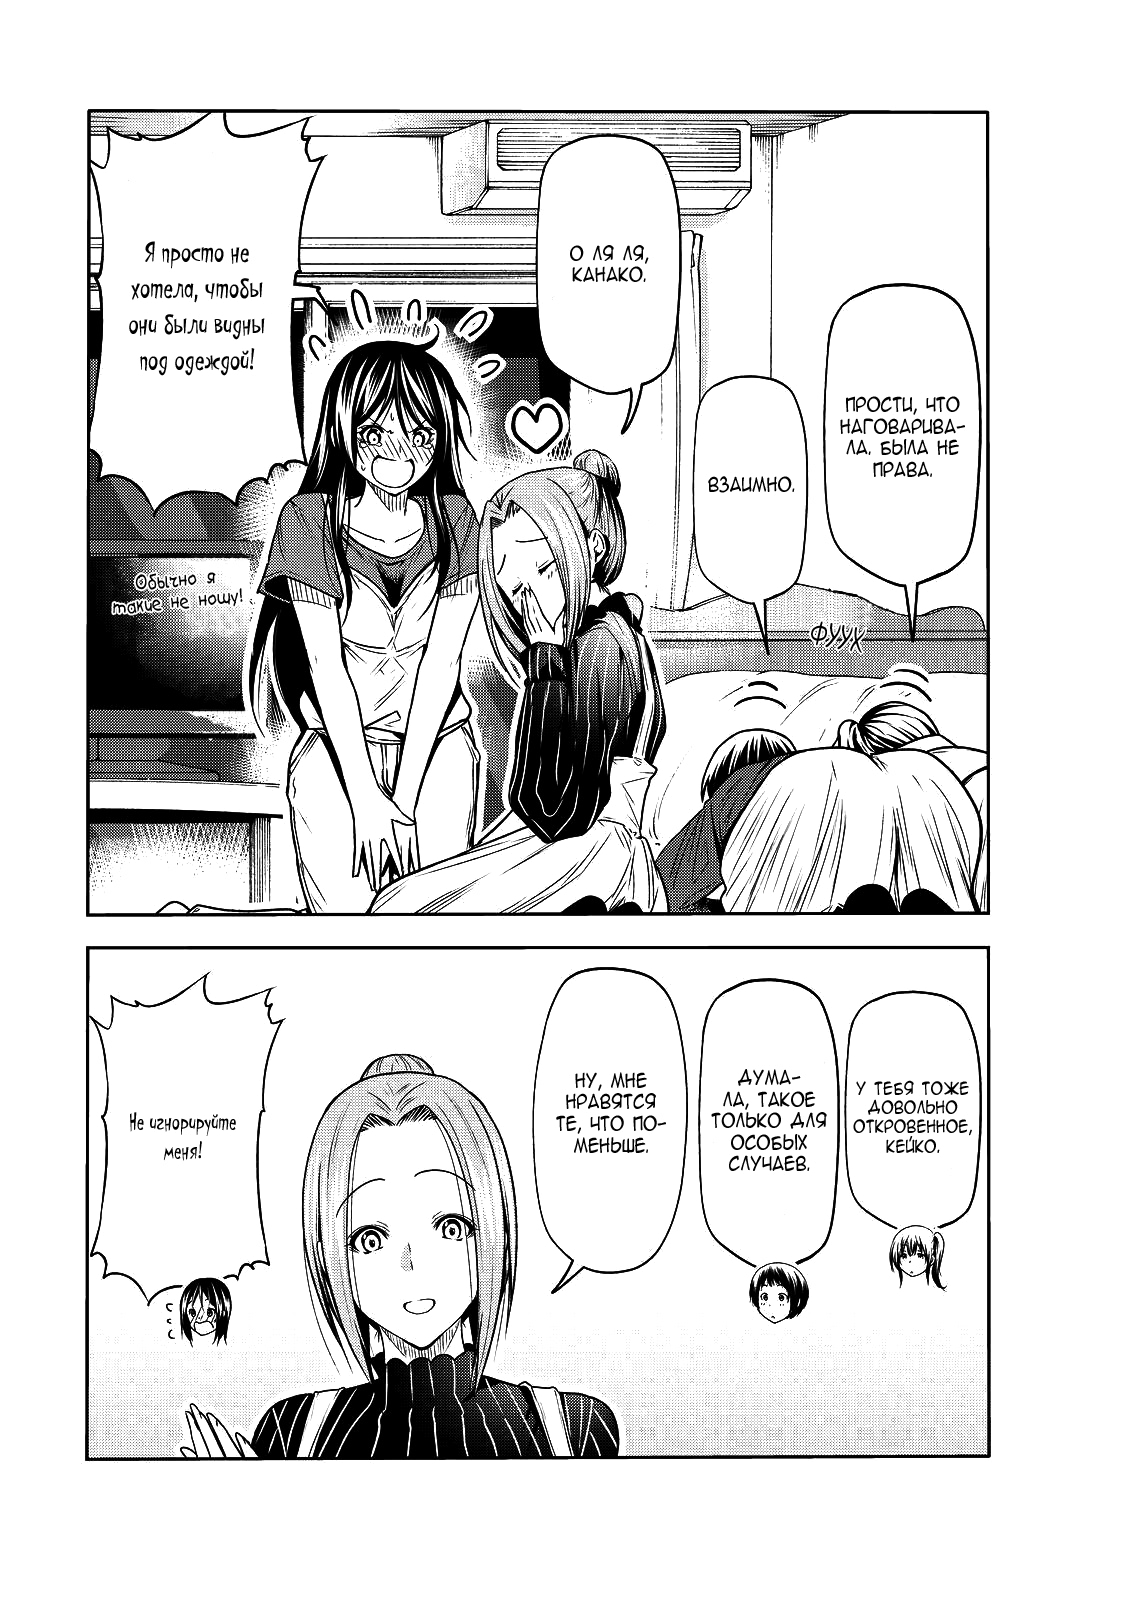 ПРОСТИ, ЧТО
НАГОВАРИВА-
ЛА. БЫЛА НЕ
ПРАВА.
ВЗАИМНО.
ФУУХ
О ЛЯ ЛЯ,
КАНАКО.
Я просто не
хотела, чтобы
они были видны
под одеждой!
Обычно я
такие не ношу!
У ТЕБЯ ТОЖЕ
ДОВОЛЬНО
ОТКРОВЕННОЕ,
КЕЙКО.
ДУМА-
ЛА, ТАКОЕ
ТОЛЬКО ДЛЯ
ОСОБЫХ
СЛУЧАЕВ.
НУ, МНЕ
НРАВЯТСЯ
ТЕ, ЧТО ПО-
МЕНЬШЕ.
Не игнорируйте
меня!